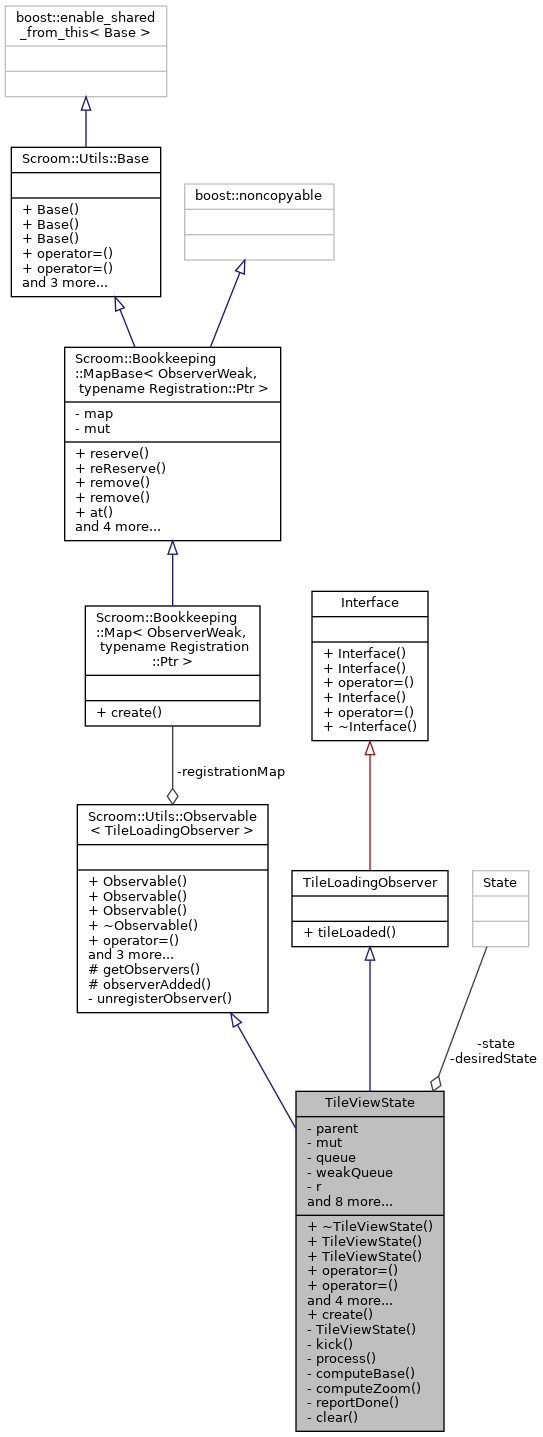 boost::enable_shared
_from_this< Base >
Scroom::Utils::Base
+ Base()
+ Base()
+ Base()
+ operator=()
+ operator=()
and 3 more...
boost::noncopyable
Scroom::Bookkeeping
::MapBase< ObserverWeak,
typename Registration::Ptr >
- map
- mut
+ reserve()
+ reReserve()
+ remove()
+ remove()
+ at()
and 4 more...
Scroom::Bookkeeping
::Map< ObserverWeak,
typename Registration
::Ptr >
+ create()
Interface
+ Interface()
+ Interface()
+ operator=()
+ Interface()
+ operator=()
+ ~Interface()
-registrationMap
Scroom::Utils::Observable
< TileLoadingObserver >
+ Observable()
+ Observable()
+ Observable()
+ ~Observable()
+ operator=()
and 3 more...
# getObservers()
# observerAdded()
- unregisterObserver()
TileLoadingObserver
+ tileLoaded()
State
-state
-desiredState
TileViewState
- parent
- mut
- queue
- weakQueue
- r
and 8 more...
+ ~TileViewState()
+ TileViewState()
+ TileViewState()
+ operator=()
+ operator=()
and 4 more...
+ create()
- TileViewState()
- kick()
- process()
- computeBase()
- computeZoom()
- reportDone()
- clear()